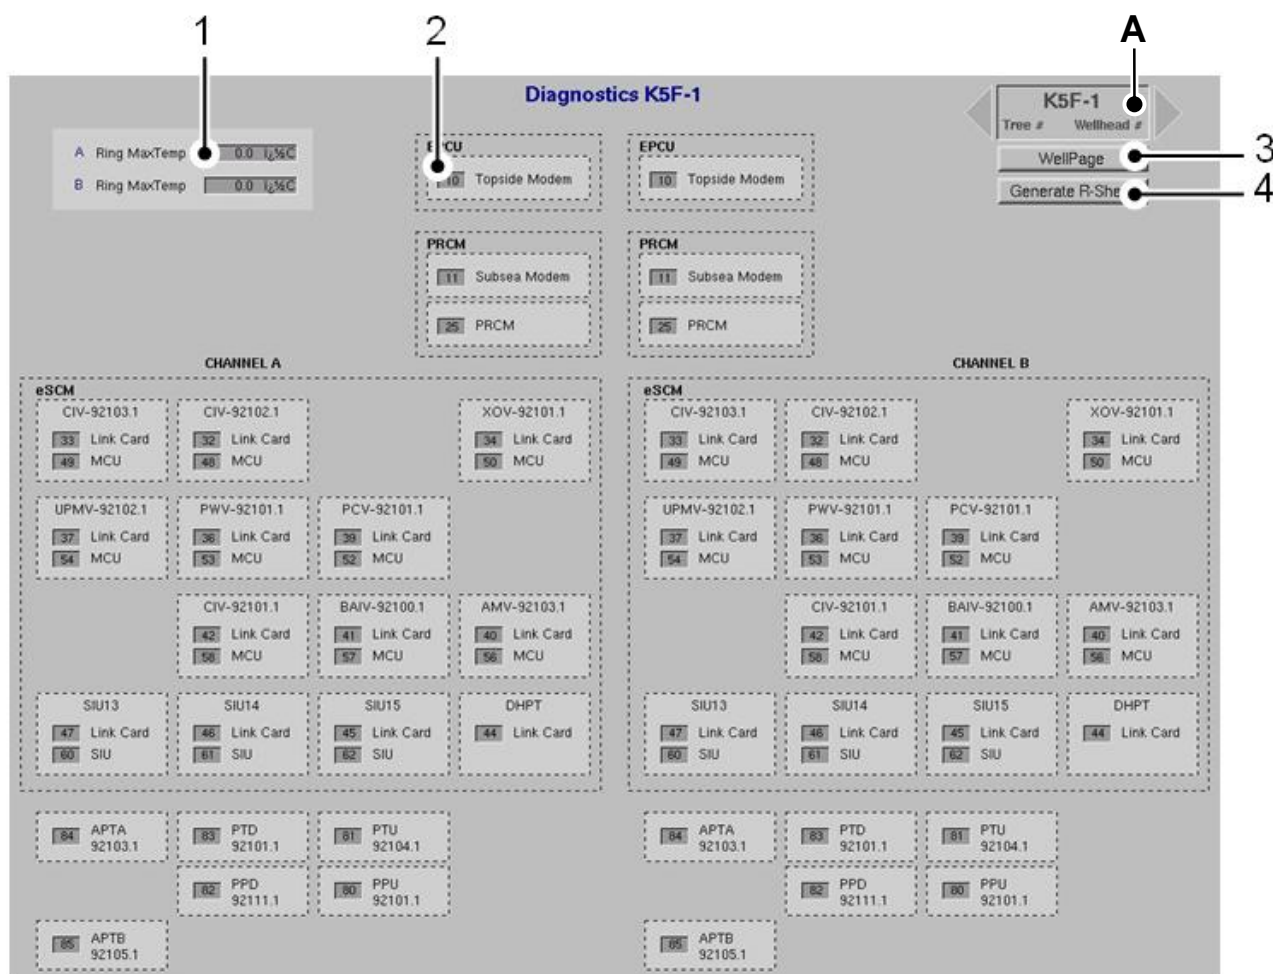 1
2
A
Diagnostics K5F-1
K5F-1
Tree # Wellhead #
A Ring MaxTemp 0.0 ï¿½C
B Ring MaxTemp 0.0 ï¿½C
WellPage
3
Generate R-She
4
EPCU
10 Topside Modem
EPCU
10 Topside Modem
PRCM
11 Subsea Modem
25 PRCM
PRCM
11 Subsea Modem
25 PRCM
CHANNEL A
eSCM
CIV-92103.1 CIV-92102.1 XOV-92101.1
33 Link Card 32 Link Card 34 Link Card
49 MCU 48 MCU 50 MCU
UPMV-92102.1 PWV-92101.1 PCV-92101.1
37 Link Card 36 Link Card 39 Link Card
54 MCU 53 MCU 52 MCU
CIV-92101.1 BAIV-92100.1 AMV-92103.1
42 Link Card 41 Link Card 40 Link Card
58 MCU 57 MCU 56 MCU
SIU13 SIU14 SIU15 DHPT
47 Link Card 46 Link Card 45 Link Card 44 Link Card
60 SIU 61 SIU 62 SIU
84 APTA 83 PTD 81 PTU
92103.1 92101.1 92104.1
82 PPD 80 PPU
92111.1 92101.1
85 APTB
92105.1
CHANNEL B
eSCM
CIV-92103.1 CIV-92102.1 XOV-92101.1
33 Link Card 32 Link Card 34 Link Card
49 MCU 48 MCU 50 MCU
UPMV-92102.1 PWV-92101.1 PCV-92101.1
37 Link Card 36 Link Card 39 Link Card
54 MCU 53 MCU 52 MCU
CIV-92101.1 BAIV-92100.1 AMV-92103.1
42 Link Card 41 Link Card 40 Link Card
58 MCU 57 MCU 56 MCU
SIU13 SIU14 SIU15 DHPT
47 Link Card 46 Link Card 45 Link Card 44 Link Card
60 SIU 61 SIU 62 SIU
84 APTA 83 PTD 81 PTU
92103.1 92101.1 92104.1
82 PPD 80 PPU
92111.1 92101.1
85 APTB
92105.1